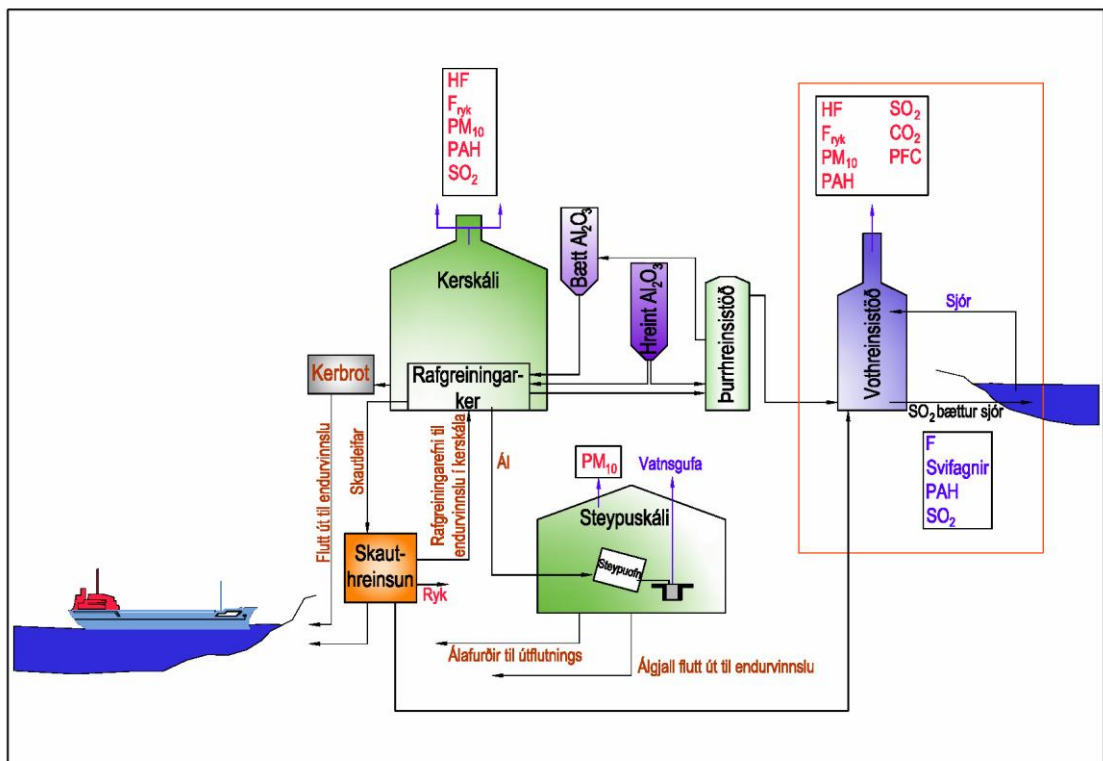 HF
F ryk
PM10
PAH
SO2
HF SO2
F ryk CO2
PM10 PFC
PAH
Kerskáli
Bætt Al2O3
Hreint Al2O3
Þurrhreinsistöð
Vothreinsistöð
Sjór
Kerbrot
Rafgreiningar-
ker
SO2 bættur sjór
F
Svifagnir
PAH
SO2
Flutt út til endurvinnslu
Skautleifar
Rafgreiningarefni til
endurvinnslu í kerskála
Ál
PM10
Vatnsgufa
Steypuskáli
Steypuofn
Skaut-
hreinsun
Ryk
Álafurðir til útflutnings
Álgjall flutt út til endurvinnslu